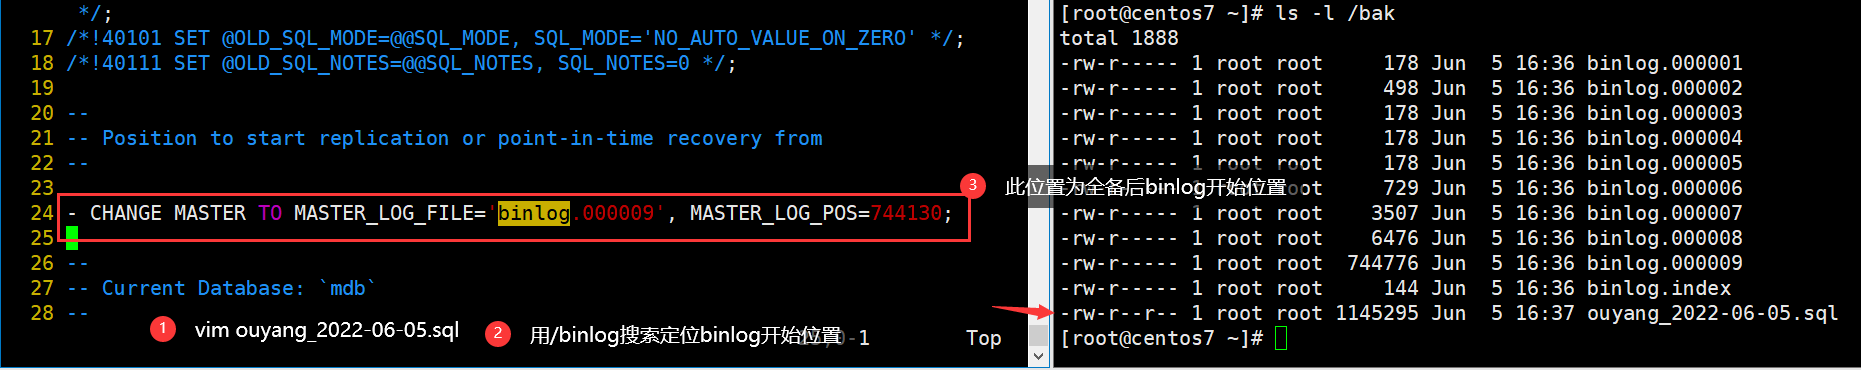 */;
17 /*!40101 SET @OLD_SQL_MODE=@@SQL_MODE, SQL_MODE='NO_AUTO_VALUE_ON_ZERO' */;
18 /*!40111 SET @OLD_SQL_NOTES=@@SQL_NOTES, SQL_NOTES=0 */;
19
20 --
21 -- Position to start replication or point-in-time recovery from
22 --
23
24 - CHANGE MASTER TO MASTER_LOG_FILE='binlog.000009', MASTER_LOG_POS=744130;
25
26 --
27 -- Current Database: `mdb`
28 --
1 vim ouyang_2022-06-05.sql
2 用/binlog搜索定位binlog开始位置
-1 Top
3 此位置为全备后binlog开始位置
[root@centos7 ~]# ls -l /bak
total 1888
-rw-r----- 1 root root 178 Jun 5 16:36 binlog.000001
-rw-r----- 1 root root 498 Jun 5 16:36 binlog.000002
-rw-r----- 1 root root 178 Jun 5 16:36 binlog.000003
-rw-r----- 1 root root 178 Jun 5 16:36 binlog.000004
-rw-r----- 1 root root 178 Jun 5 16:36 binlog.000005
-rw-r----- 1 root root 729 Jun 5 16:36 binlog.000006
-rw-r----- 1 root root 3507 Jun 5 16:36 binlog.000007
-rw-r----- 1 root root 6476 Jun 5 16:36 binlog.000008
-rw-r----- 1 root root 744776 Jun 5 16:36 binlog.000009
-rw-r----- 1 root root 144 Jun 5 16:36 binlog.index
-rw-r--r-- 1 root root 1145295 Jun 5 16:37 ouyang_2022-06-05.sql
[root@centos7 ~]#